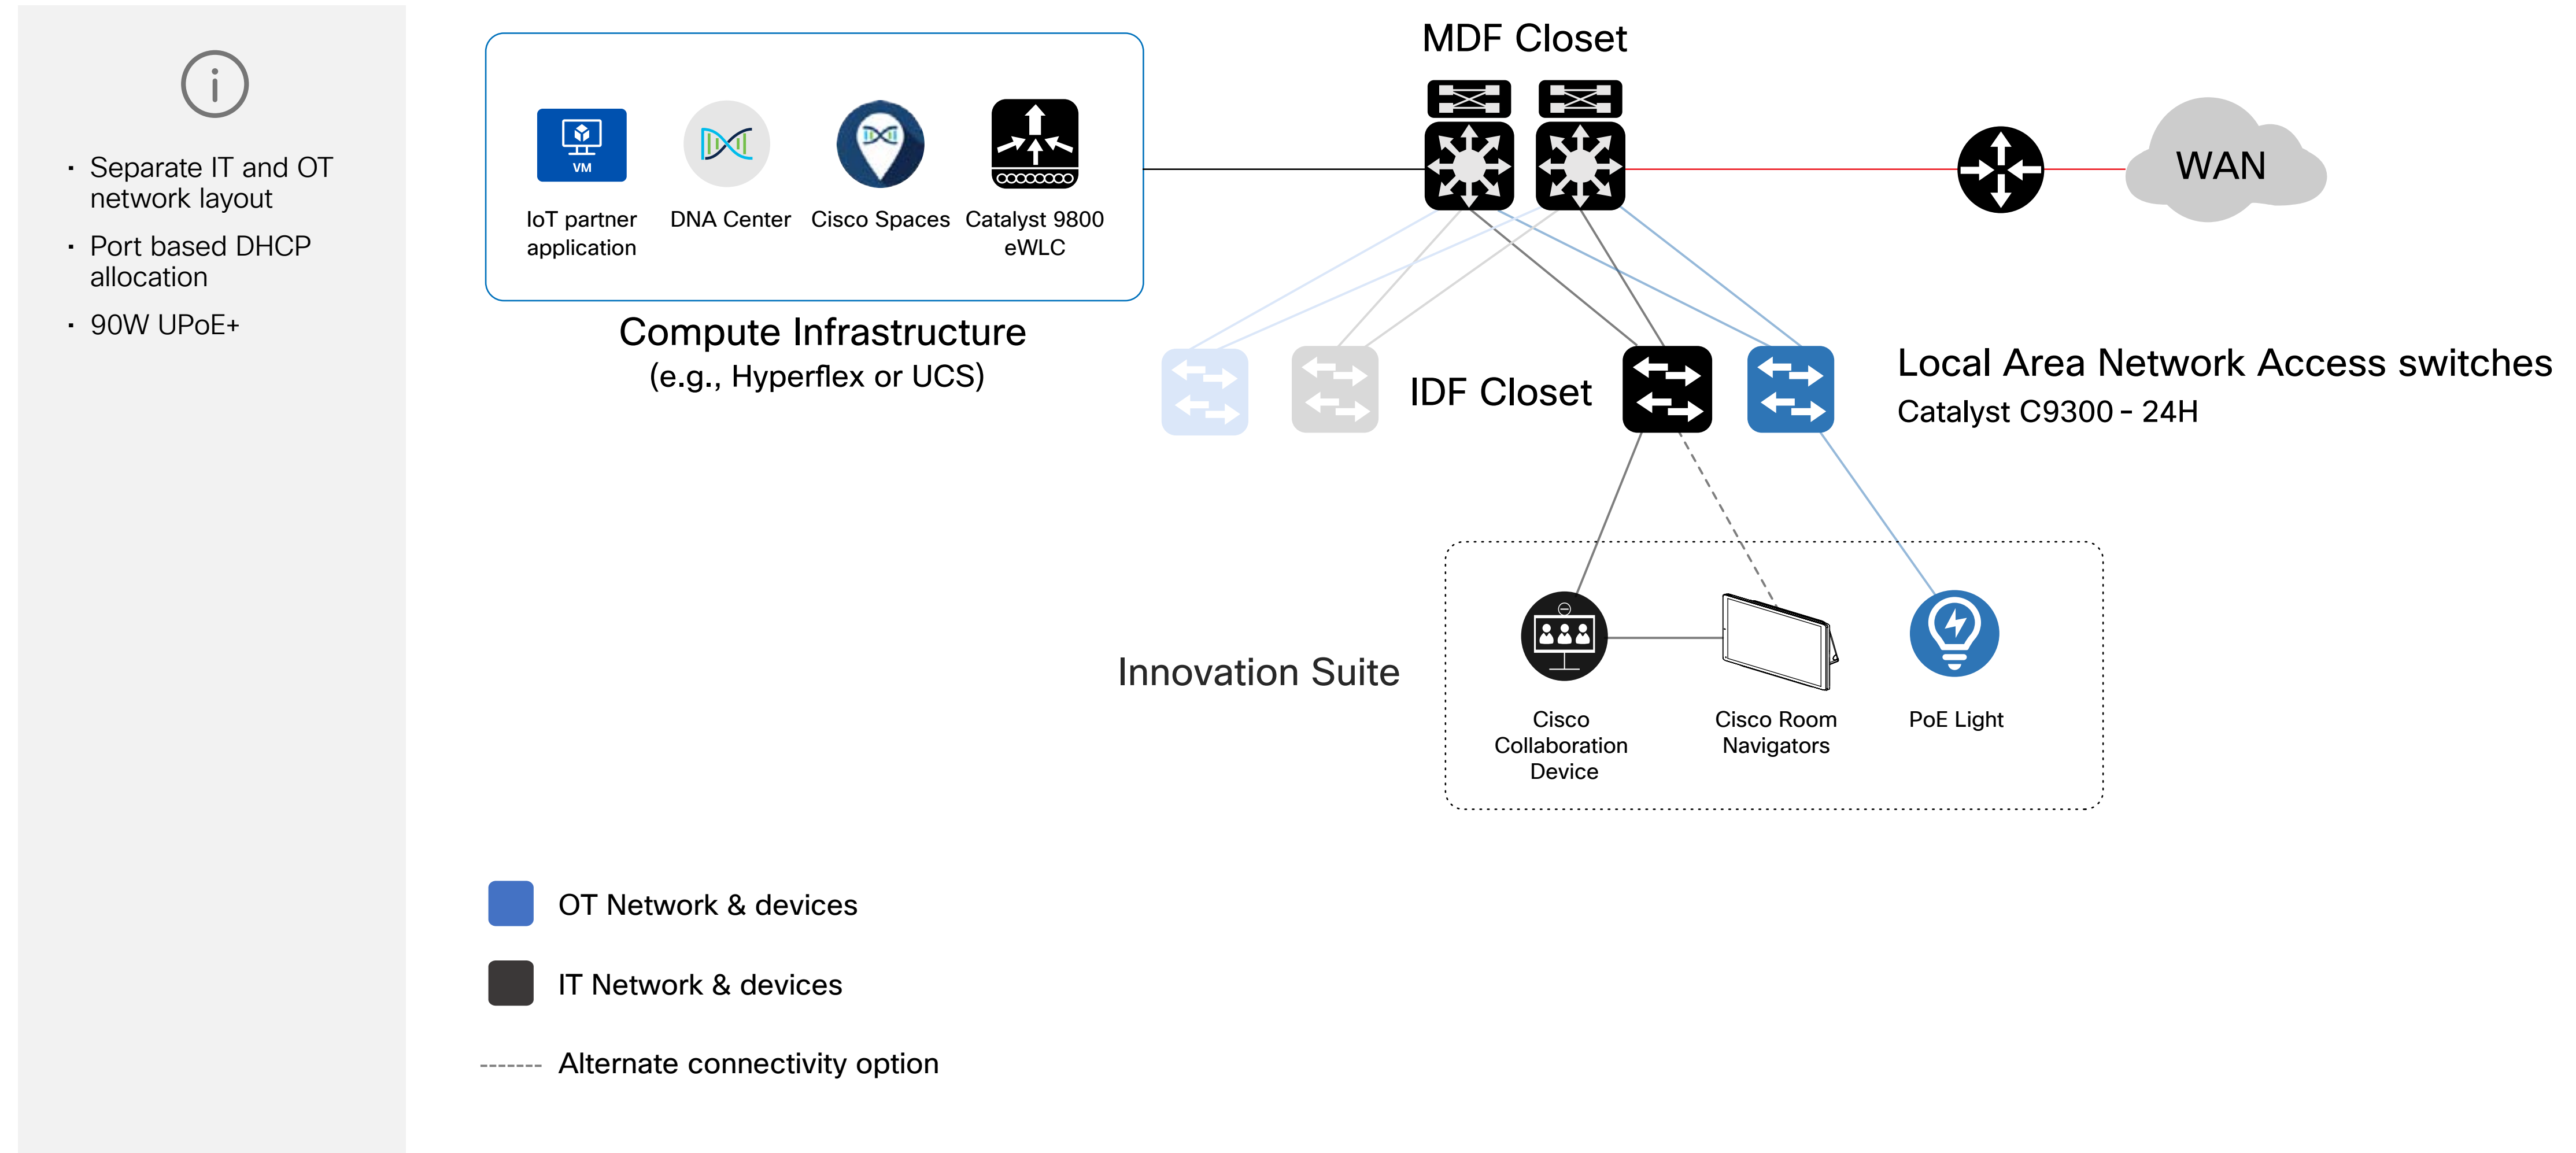 · Separate IT and OT
network layout
· Port based DHCP
allocation
· 90W UPoE+
VM
IoT partner
application
DNA Center
Cisco Spaces
Catalyst 9800
eWLC
Compute Infrastructure
(e.g., Hyperflex or UCS)
MDF Closet
WAN
IDF Closet
Local Area Network Access switches
Catalyst C9300 - 24H
Innovation Suite
Cisco
Collaboration
Device
Cisco Room
Navigators
PoE Light
OT Network & devices
IT Network & devices
Alternate connectivity option